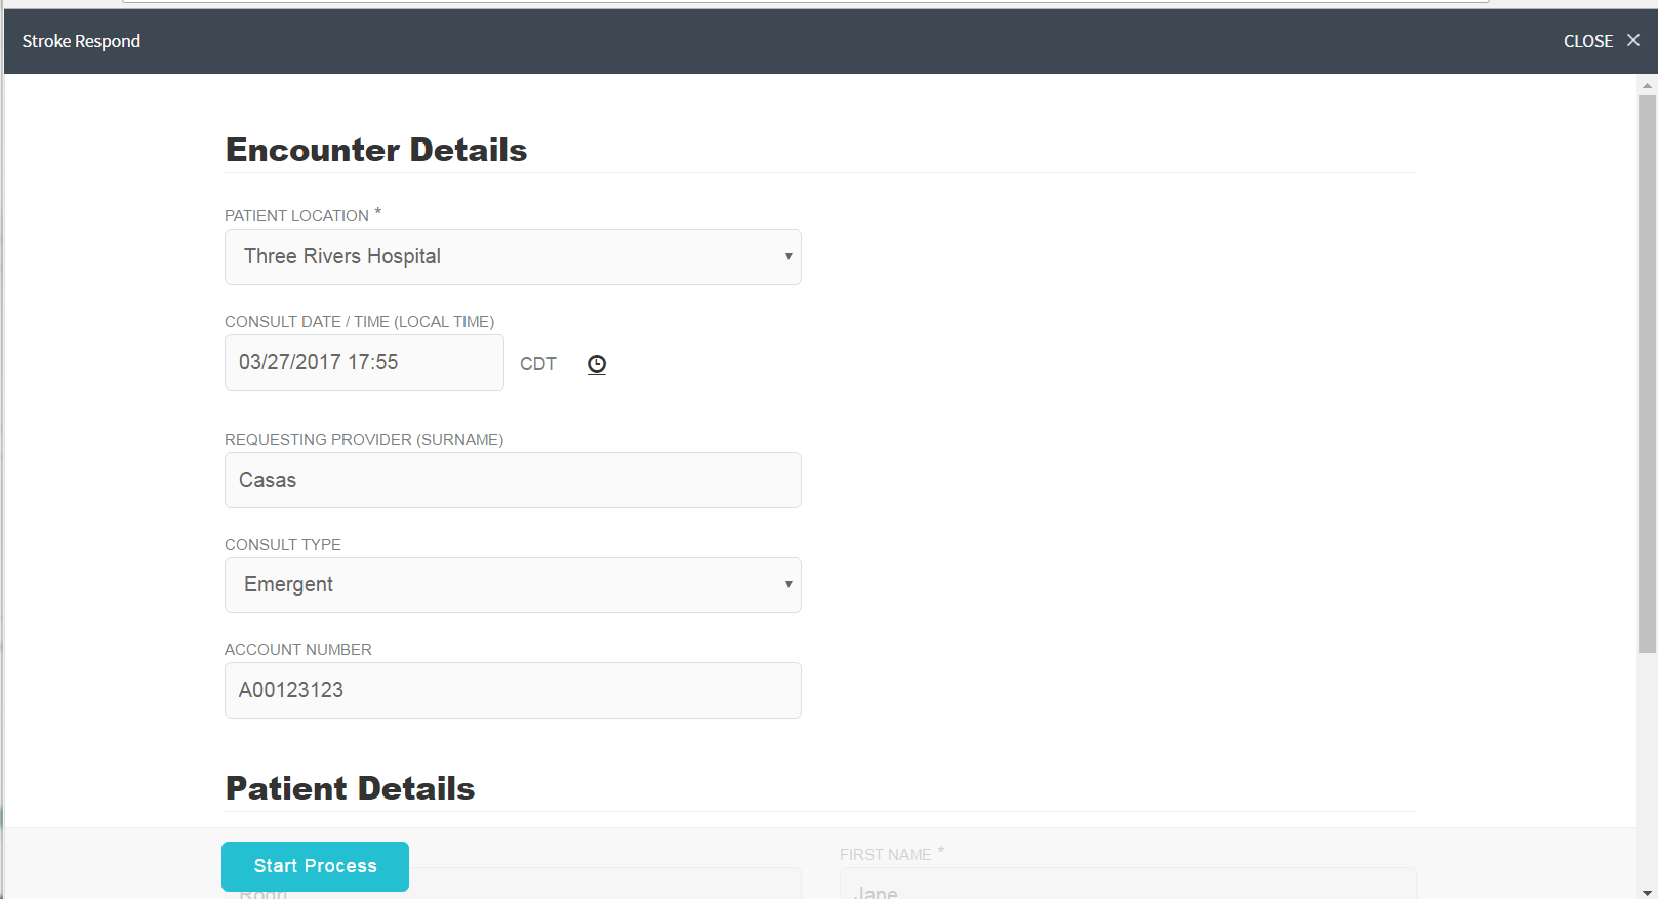 Stroke Respond
CLOSE ×
Encounter Details
PATIENT LOCATION *
Three Rivers Hospital
CONSULT DATE / TIME (LOCAL TIME)
03/27/2017 17:55 CDT
REQUESTING PROVIDER (SURNAME)
Casas
CONSULT TYPE
Emergent
ACCOUNT NUMBER
A00123123
Patient Details
Start Process
FIRST NAME *
Jane